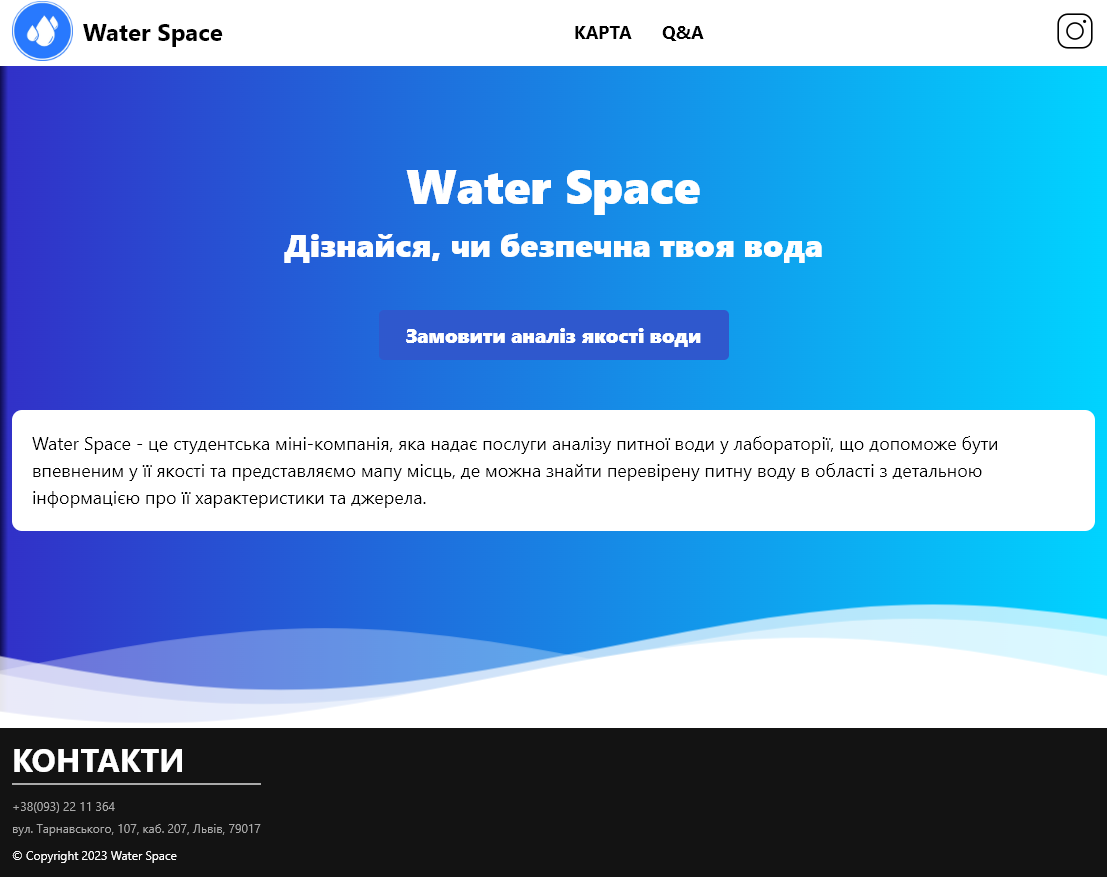 Water Space
КАРТА
Q&A
Water Space
Дізнайся, чи безпечна твоя вода
Замовити аналіз якості води
Water Space - це студентська міні-компанія, яка надає послуги аналізу питної води у лабораторії, що допоможе бути
впевненим у її якості та представляємо мапу місць, де можна знайти перевірену питну воду в області з детальною
інформацією про її характеристики та джерела.
КОНТАКТИ
+38(093) 22 11 364
вул. Тарнавського, 107, каб. 207, Львів, 79017
© Copyright 2023 Water Space